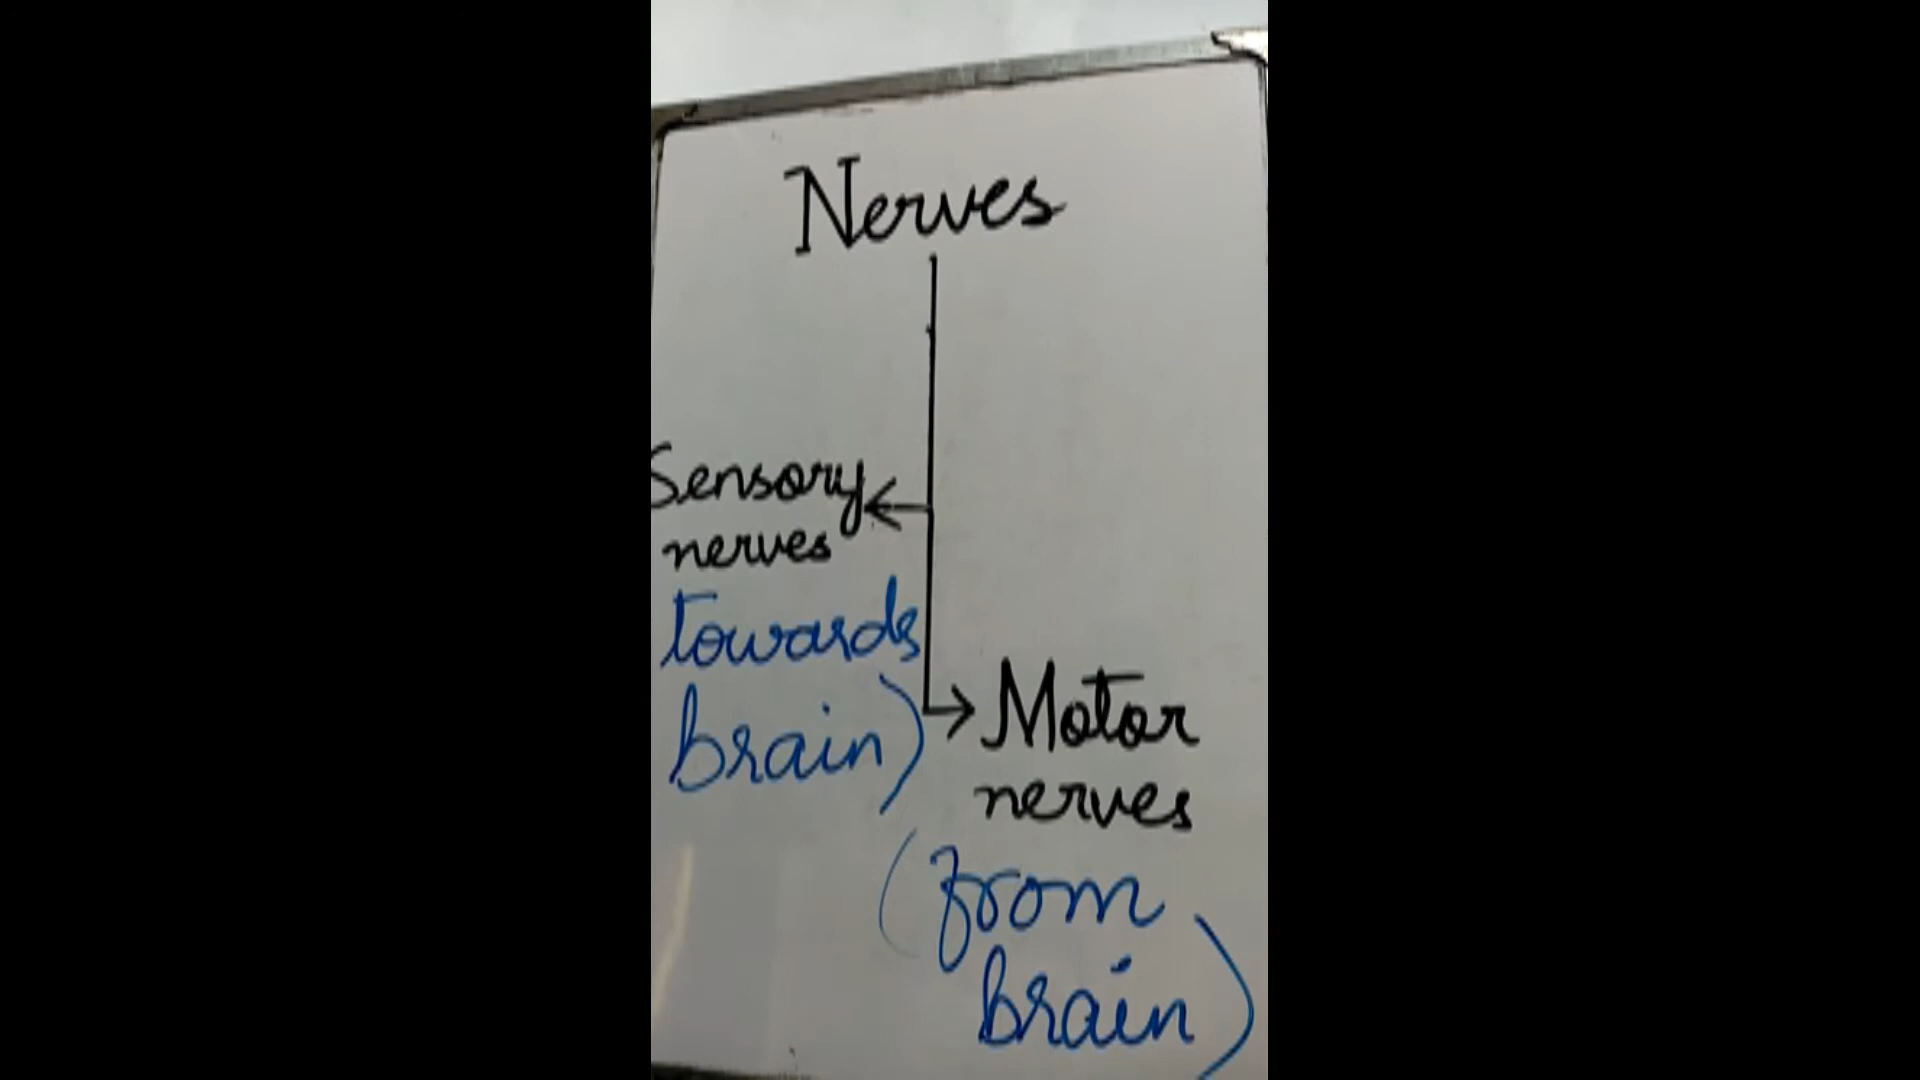 Nerves
Sensory
nerves
towards
brain)
Motor
nerves
(from
brain)